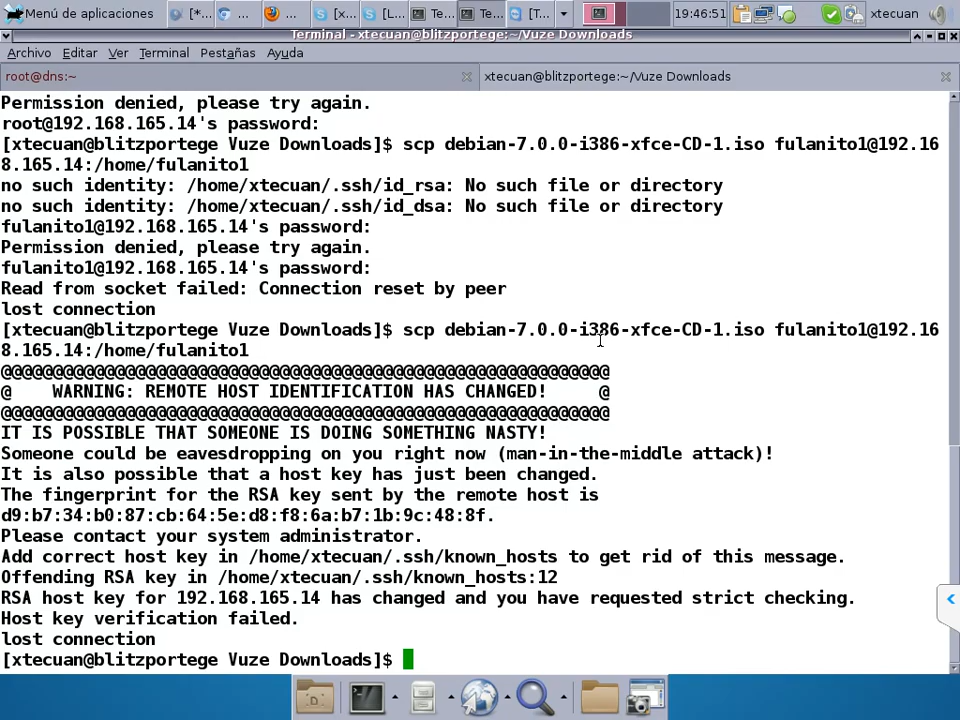 Menú de aplicaciones
[*...
...
...
[x...
[L...
Te...
Te...
[T...
19:46:51
xtecuan
Terminal - xtecuan@blitzportege:~/Vuze Downloads
Archivo Editar Ver Terminal Pestañas Ayuda
root@dns:~
xtecuan@blitzportege:~/Vuze Downloads
Permission denied, please try again.
root@192.168.165.14's password:
[xtecuan@blitzportege Vuze Downloads]$ scp debian-7.0.0-i386-xfce-CD-1.iso fulanito1@192.16
8.165.14:/home/fulanito1
no such identity: /home/xtecuan/.ssh/id_rsa: No such file or directory
no such identity: /home/xtecuan/.ssh/id_dsa: No such file or directory
fulanito1@192.168.165.14's password:
Permission denied, please try again.
fulanito1@192.168.165.14's password:
Read from socket failed: Connection reset by peer
lost connection
[xtecuan@blitzportege Vuze Downloads]$ scp debian-7.0.0-i386-xfce-CD-1.iso fulanito1@192.16
8.165.14:/home/fulanito1
@@@@@@@@@@@@@@@@@@@@@@@@@@@@@@@@@@@@@@@@@@@@@@@@@@@@@@@@@@@
@    WARNING: REMOTE HOST IDENTIFICATION HAS CHANGED!     @
@@@@@@@@@@@@@@@@@@@@@@@@@@@@@@@@@@@@@@@@@@@@@@@@@@@@@@@@@@@
IT IS POSSIBLE THAT SOMEONE IS DOING SOMETHING NASTY!
Someone could be eavesdropping on you right now (man-in-the-middle attack)!
It is also possible that a host key has just been changed.
The fingerprint for the RSA key sent by the remote host is
d9:b7:34:b0:87:cb:64:5e:d8:f8:6a:b7:1b:9c:48:8f.
Please contact your system administrator.
Add correct host key in /home/xtecuan/.ssh/known_hosts to get rid of this message.
Offending RSA key in /home/xtecuan/.ssh/known_hosts:12
RSA host key for 192.168.165.14 has changed and you have requested strict checking.
Host key verification failed.
lost connection
[xtecuan@blitzportege Vuze Downloads]$